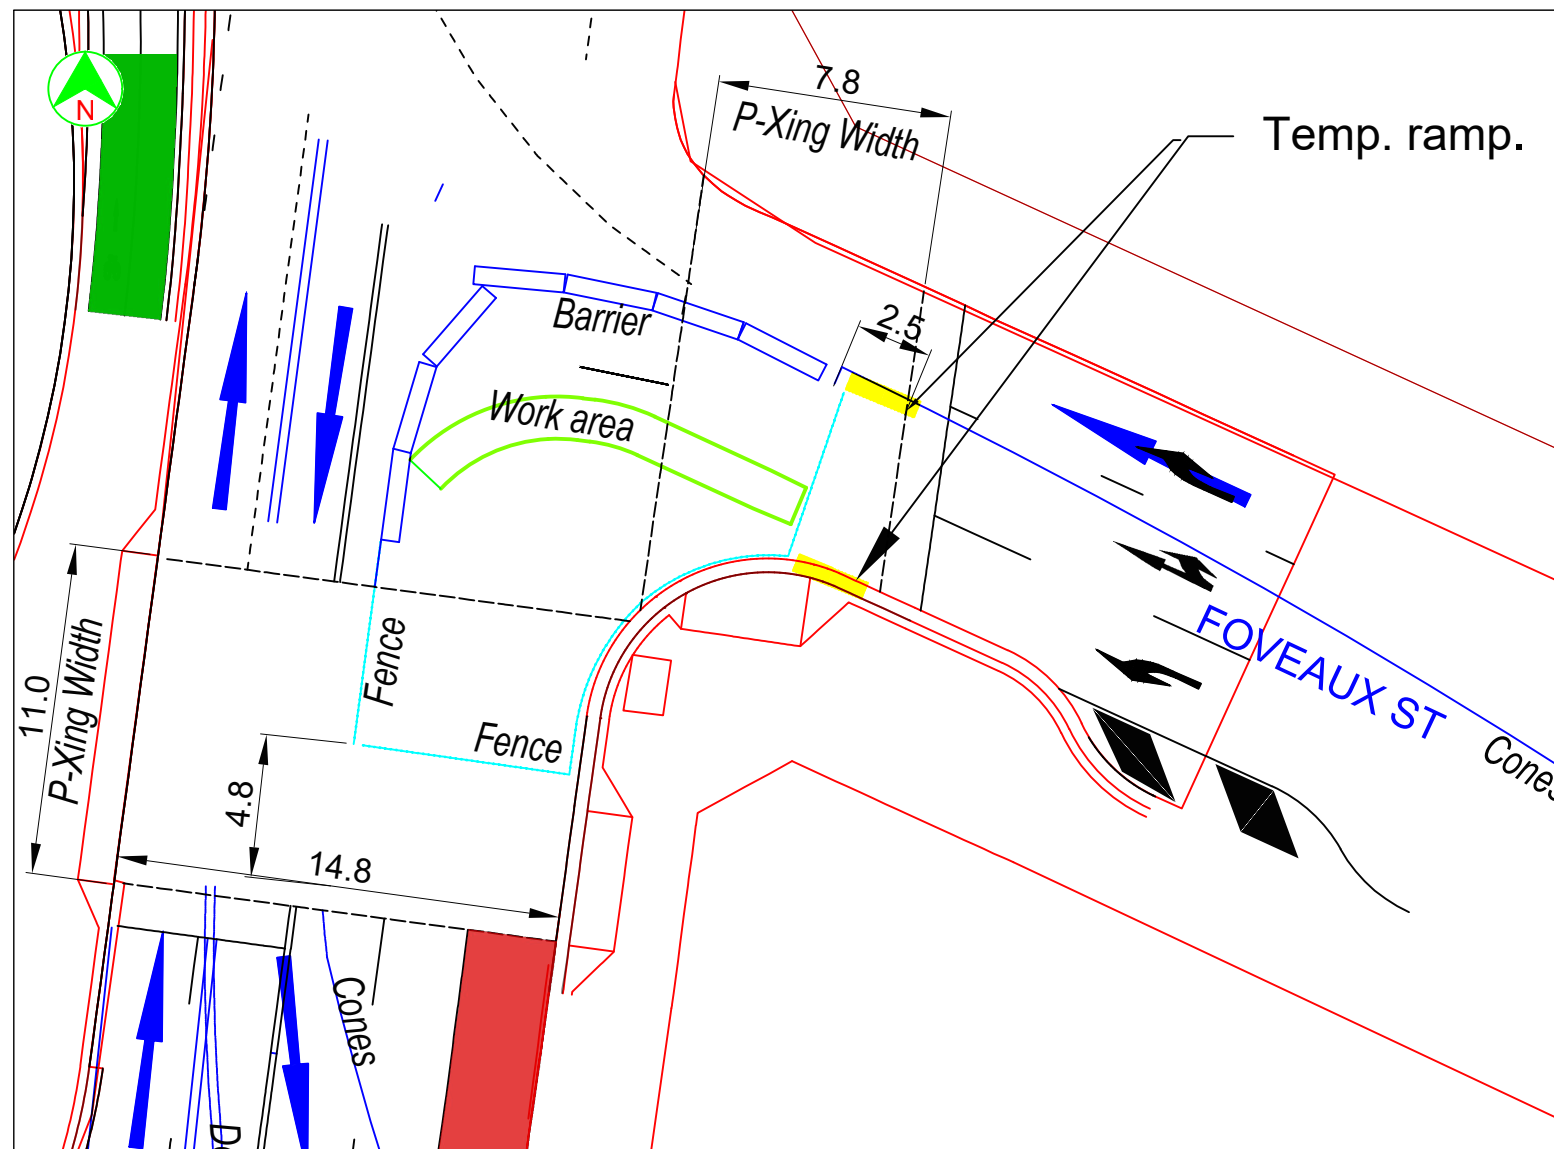 7.8
P-Xing Width
Temp. ramp.
N
Barrier
2.5
Work area
Fence
FOVEAUX ST
11.0
P-Xing Width
Fence
Cones
4.8
14.8
Cones